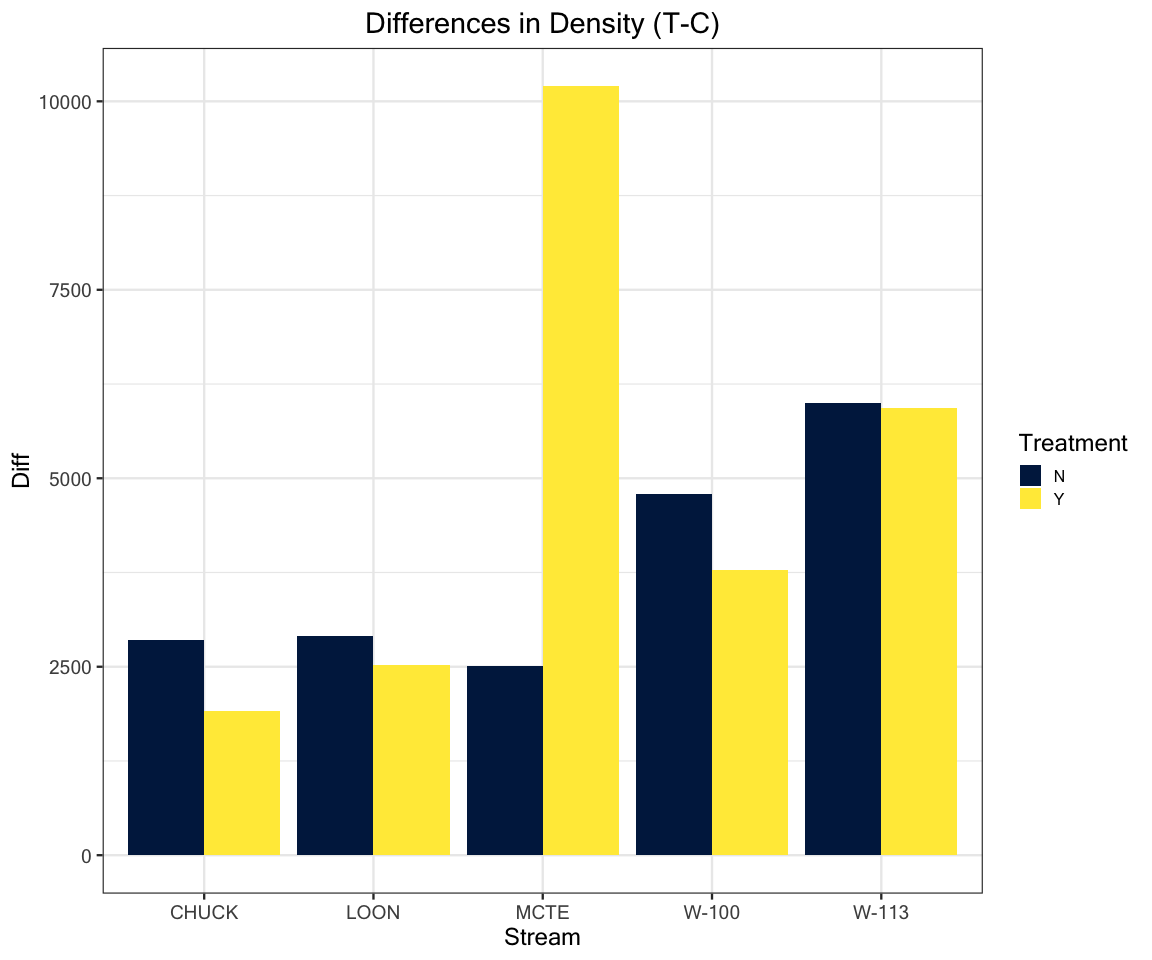 Differences in Density (T-C)
Diff
10000
7500
5000
2500
0
CHUCK LOON MCTE W-100 W-113
Stream
Treatment
N
Y